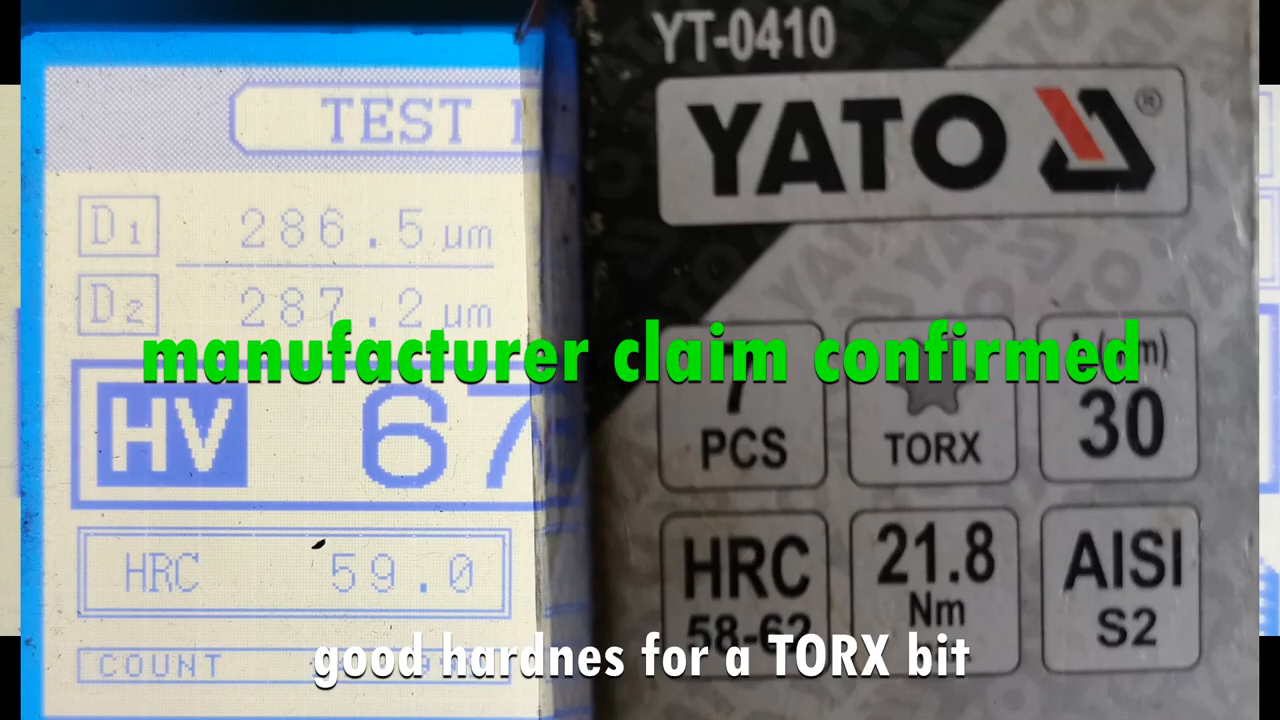 TEST
D1 286.5 µm
D2 287.2 µm
HV 67
HRC 59.0
COUNT
YT-0410
YATO ®
7
PCS
TORX
30
HRC
58-62
21.8
Nm
AISI
S2
manufacturer claim confirmed
good hardnes for a TORX bit